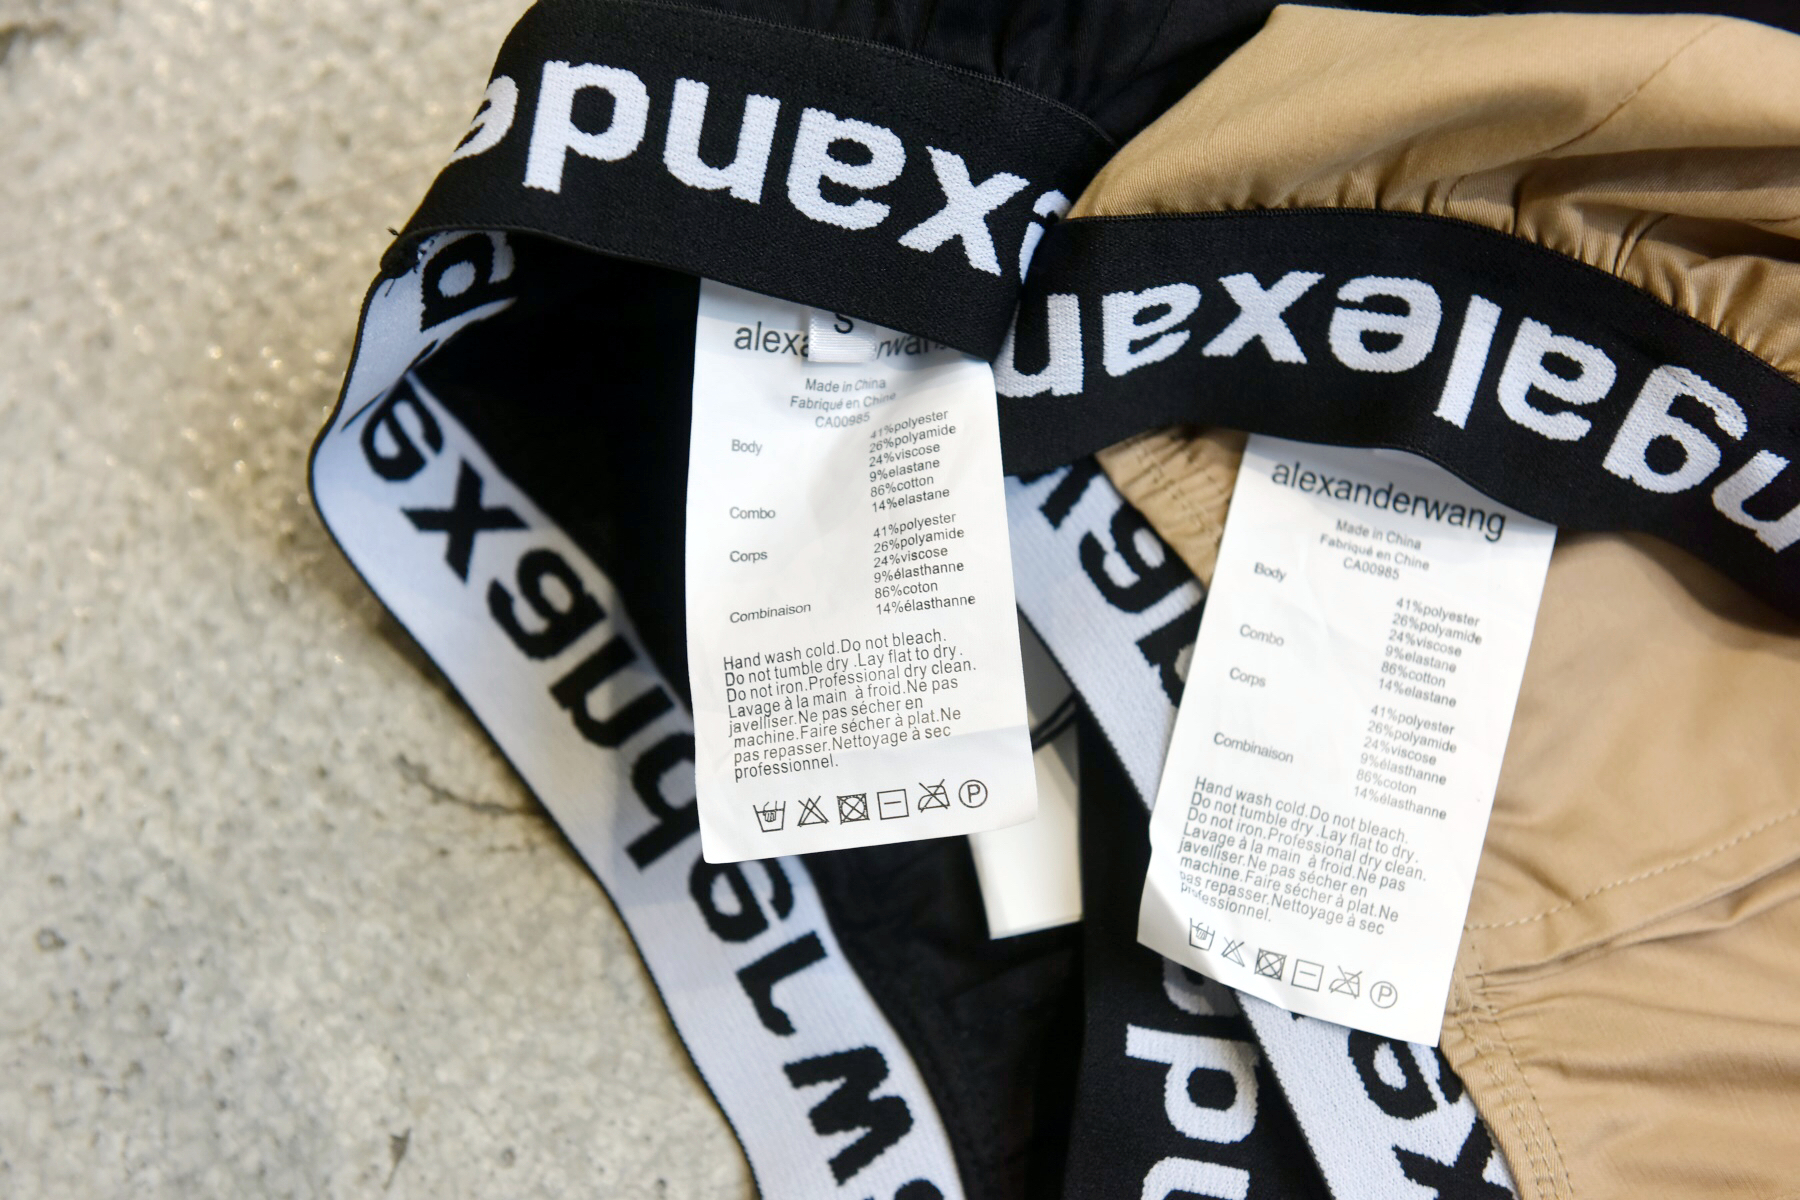 exande
ngalexan
S
alexa erwan
Made in China
Fabriqué en Chine
CA00985
Body
41%polyester
26%polyamide
24%viscose
9%elastane
86%cotton
Combo
14%elastane
Corps
41%polyester
26%polyamide
24%viscose
9%élasthanne
86%coton
Combinaison
14%élasthanne
Hand wash cold.Do not bleach.
Do not tumble dry .Lay flat to dry .
Do not iron.Professional dry clean.
Lavage à la main à froid.Ne pas
javelliser.Ne pas sécher en
machine.Faire sécher à plat.Ne
pas repasser.Nettoyage à sec
professionnel.
P
alexanderwang
Made in China
Fabriqué en Chine
CA00985
Body
41%polyester
26%polyamide
24%viscose
Combo
9%elastane
86%cotton
Corps
14%elastane
41%polyester
26%polyamide
24%viscose
Combinaison
9%élasthanne
86%coton
14%élasthanne
Hand wash cold.Do not bleach.
Do not tumble dry .Lay flat to dry.
Do not iron.Professional dry clean.
Lavage à la main à froid.Ne pas
javelliser.Ne pas sécher en
machine.Faire sécher à plat.Ne
pas repasser.Nettoyage à sec
professionnel.
P